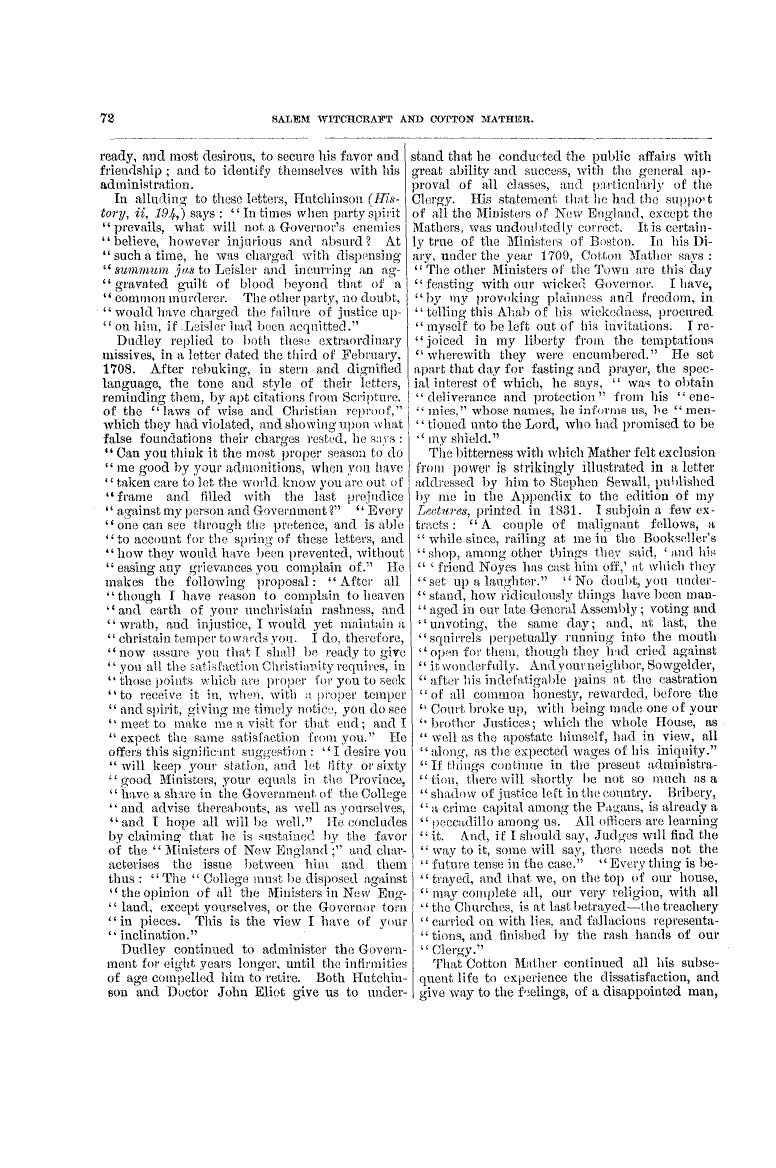 72
SALEM WITCHCRAFT AND COTTON MATHER.
ready, and most desirous, to secure his favor and
friendship ; and to identify themselves with his
administration.
In alluding to these letters, Hutchinson (His-
tory, ii, 194,) says : “ In times when party spirit
“ prevails, what will not a Governor's enemies
“ believe, however injurious and absurd ? At
“ such a time, he was charged with dispensing
“ summum jus to Leisler and incurring an ag-
“ gravated guilt of blood beyond that of a
“ common murderer. The other party, no doubt,
“ would have charged the failure of justice up-
“ on him, if Leisler had been acquitted.”
Dudley replied to both these extraordinary
missives, in a letter dated the third of February,
1708. After rebuking, in stern and dignified
language, the tone and style of their letters,
reminding them, by apt citations from Scripture,
of the “ laws of wise and Christian reproof,”
which they had violated, and showing upon what
false foundations their charges rested, he says :
“ Can you think it the most proper season to do
“ me good by your admonitions, when you have
“ taken care to let the world know you are out of
“ frame and filled with the last prejudice
“ against my person and Government ?” “ Every
“ one can see through the pretence, and is able
“ to account for the spring of these letters, and
“ how they would have been prevented, without
“ easing any grievances you complain of.” He
makes the following proposal : “ After all
“ though I have reason to complain to heaven
“ and earth of your unchristain rashness, and
“ wrath, and injustice, I would yet maintain a
“ christain temper towards you. I do, therefore,
“ now assure you that I shall be ready to give
“ you all the satisfaction Christianity requires, in
“ those points which are proper for you to seek
“ to receive it in, when, with a proper temper
“ and spirit, giving me timely notice, you do see
“ meet to make me a visit for that end ; and I
“ expect the same satisfaction from you.” He
offers this significant suggestion : “ I desire you
“ will keep your station, and let fifty or sixty
“ good Ministers, your equals in the Province,
“ have a share in the Government of the College
“ and advise thereabouts, as well as yourselves,
“ and I hope all will be well.” He concludes
by claiming that he is sustained by the favor
of the “ Ministers of New England ;” and char-
acterises the issue between him and them
thus : “ The “ College must be disposed against
“ the opinion of all the Ministers in New Eng-
“ land, except yourselves, or the Governor torn
“ in pieces. This is the view I have of your
“ inclination.”
Dudley continued to administer the Govern-
ment for eight years longer, until the infirmities
of age compelled him to retire. Both Hutchin-
son and Doctor John Eliot give us to under-
stand that he conducted the public affairs with
great ability and success, with the general ap-
proval of all classes, and particularly of the
Clergy. His statement that he had the support
of all the Ministers of New England, except the
Mathers, was undoubtedly correct. It is certain-
ly true of the Ministers of Boston. In his Di-
ary, under the year 1709, Cotton Mather says :
“ The other Ministers of the Town are this day
“ feasting with our wicked Governor. I have,
“ by my provoking plainness and freedom, in
“ telling this Ahab of his wickedness, procured
“ myself to be left out of his invitations. I re-
“ joiced in my liberty from the temptations
“ wherewith they were encumbered.” He set
apart that day for fasting and prayer, the spec-
ial interest of which, he says, “ was to obtain
“ deliverance and protection ” from his “ ene-
“ mies,” whose names, he informs us, he “ men-
“ tioned unto the Lord, who had promised to be
“ my shield.”
The bitterness with which Mather felt exclusion
from power is strikingly illustrated in a letter
addressed by him to Stephen Sewall, published
by me in the Appendix to the edition of my
Lectures, printed in 1831. I subjoin a few ex-
tracts : “ A couple of malignant fellows, a
“ while since, railing at me in the Bookseller's
“ shop, among other things they said, ‘ and his
“ ‘ friend Noyes has cast him off,’ at which they
“ set up a laughter.” “ No doubt, you under-
“ stand, how ridiculously things have been man-
“ aged in our late General Assembly ; voting and
“ unvoting, the same day ; and, at last, the
“ squirrels perpetually running into the mouth
“ open for them, though they had cried against
“ it wonderfully. And your neighbor, Sowgelder,
“ after his indefatigable pains at the castration
“ of all common honesty, rewarded, before the
“ Court broke up, with being made one of your
“ brother Justices ; which the whole House, as
“ well as the apostate himself, had in view, all
“ along, as the expected wages of his iniquity.”
“ If things continue in the present administra-
“ tion, there will shortly be not so much as a
“ shadow of justice left in the country. Bribery,
“ a crime capital among the Pagans, is already a
“ peccadillo among us. All officers are learning
“ it. And, if I should say, Judges will find the
“ way to it, some will say, there needs not the
“ future tense in the case.” “ Every thing is be-
“ trayed, and that we, on the top of our house,
“ may complete all, our very religion, with all
“ the Churches, is at last betrayed—the treachery
“ carried on with lies, and fallacious representa-
“ tions, and finished by the rash hands of our
“ Clergy.”
That Cotton Mather continued all his subse-
quent life to experience the dissatisfaction, and
give way to the feelings, of a disappointed man,